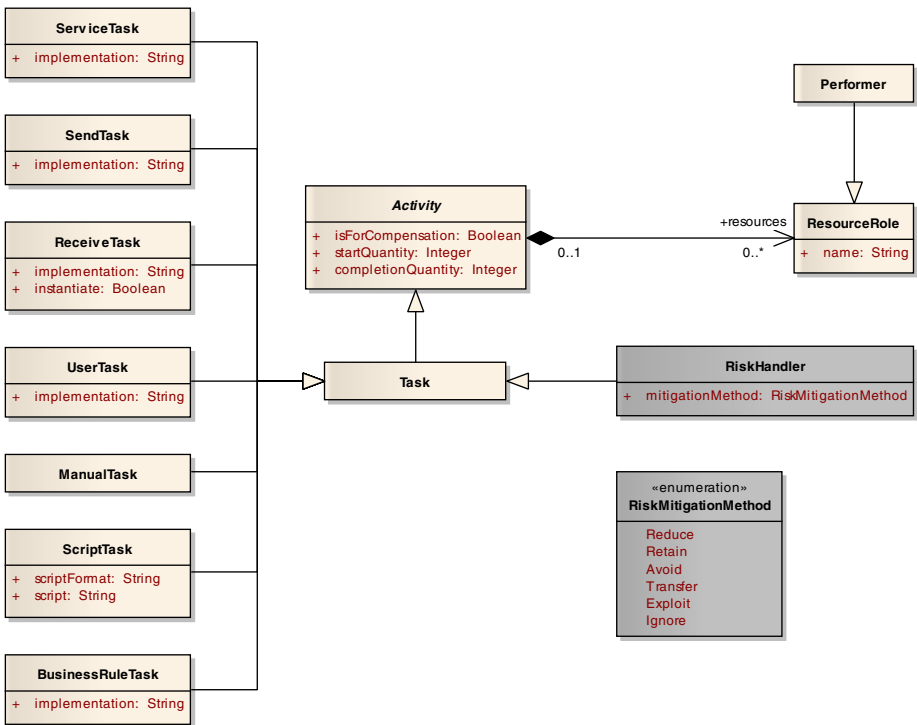 ServiceTask
+ implementation: String
SendTask
+ implementation: String
ReceiveTask
+ implementation: String
+ instantiate: Boolean
UserTask
+ implementation: String
ManualTask
ScriptTask
+ scriptFormat: String
+ script: String
BusinessRuleTask
+ implementation: String
Activity
+ isForCompensation: Boolean
+ startQuantity: Integer
+ completionQuantity: Integer
Task
0..1
+resources
0..*
Performer
ResourceRole
+ name: String
RiskHandler
+ mitigationMethod: RiskMitigationMethod
«enumeration»
RiskMitigationMethod
Reduce
Retain
Avoid
Transfer
Exploit
Ignore